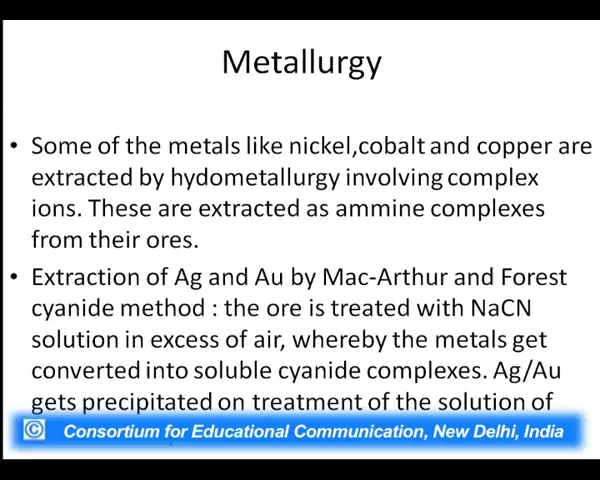 Metallurgy
• Some of the metals like nickel,cobalt and copper are
extracted by hydometallurgy involving complex
ions. These are extracted as ammine complexes
from their ores.
• Extraction of Ag and Au by Mac-Arthur and Forest
cyanide method : the ore is treated with NaCN
solution in excess of air, whereby the metals get
converted into soluble cyanide complexes. Ag/Au
gets precipitated on treatment of the solution of
© Consortium for Educational Communication, New Delhi, India